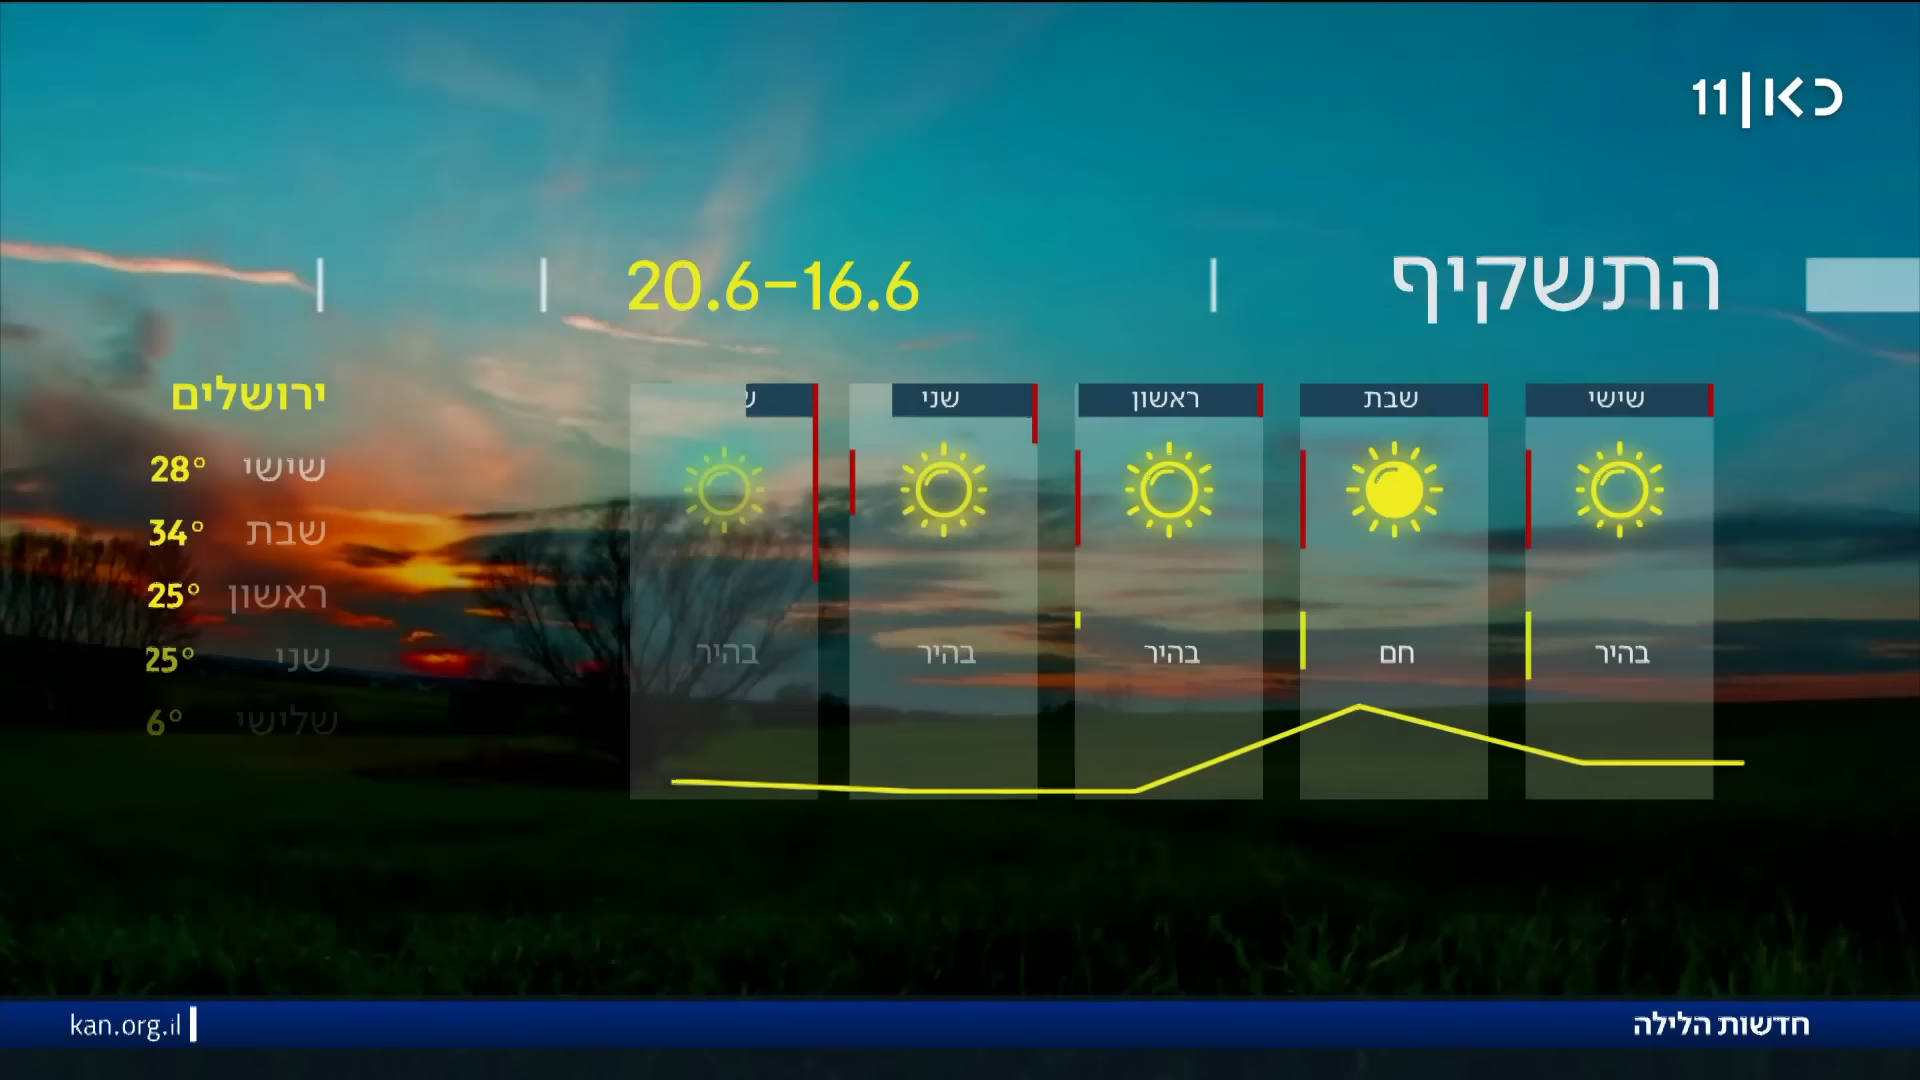 כאן 11
התשקיף
20.6-16.6
שישי
שבת
ראשון
שני
ש
בהיר
חם
בהיר
בהיר
בהיר
ירושלים
שישי 28°
שבת 34°
ראשון 25°
שני 25°
שלישי 6°
חדשות הלילה
kan.org.il